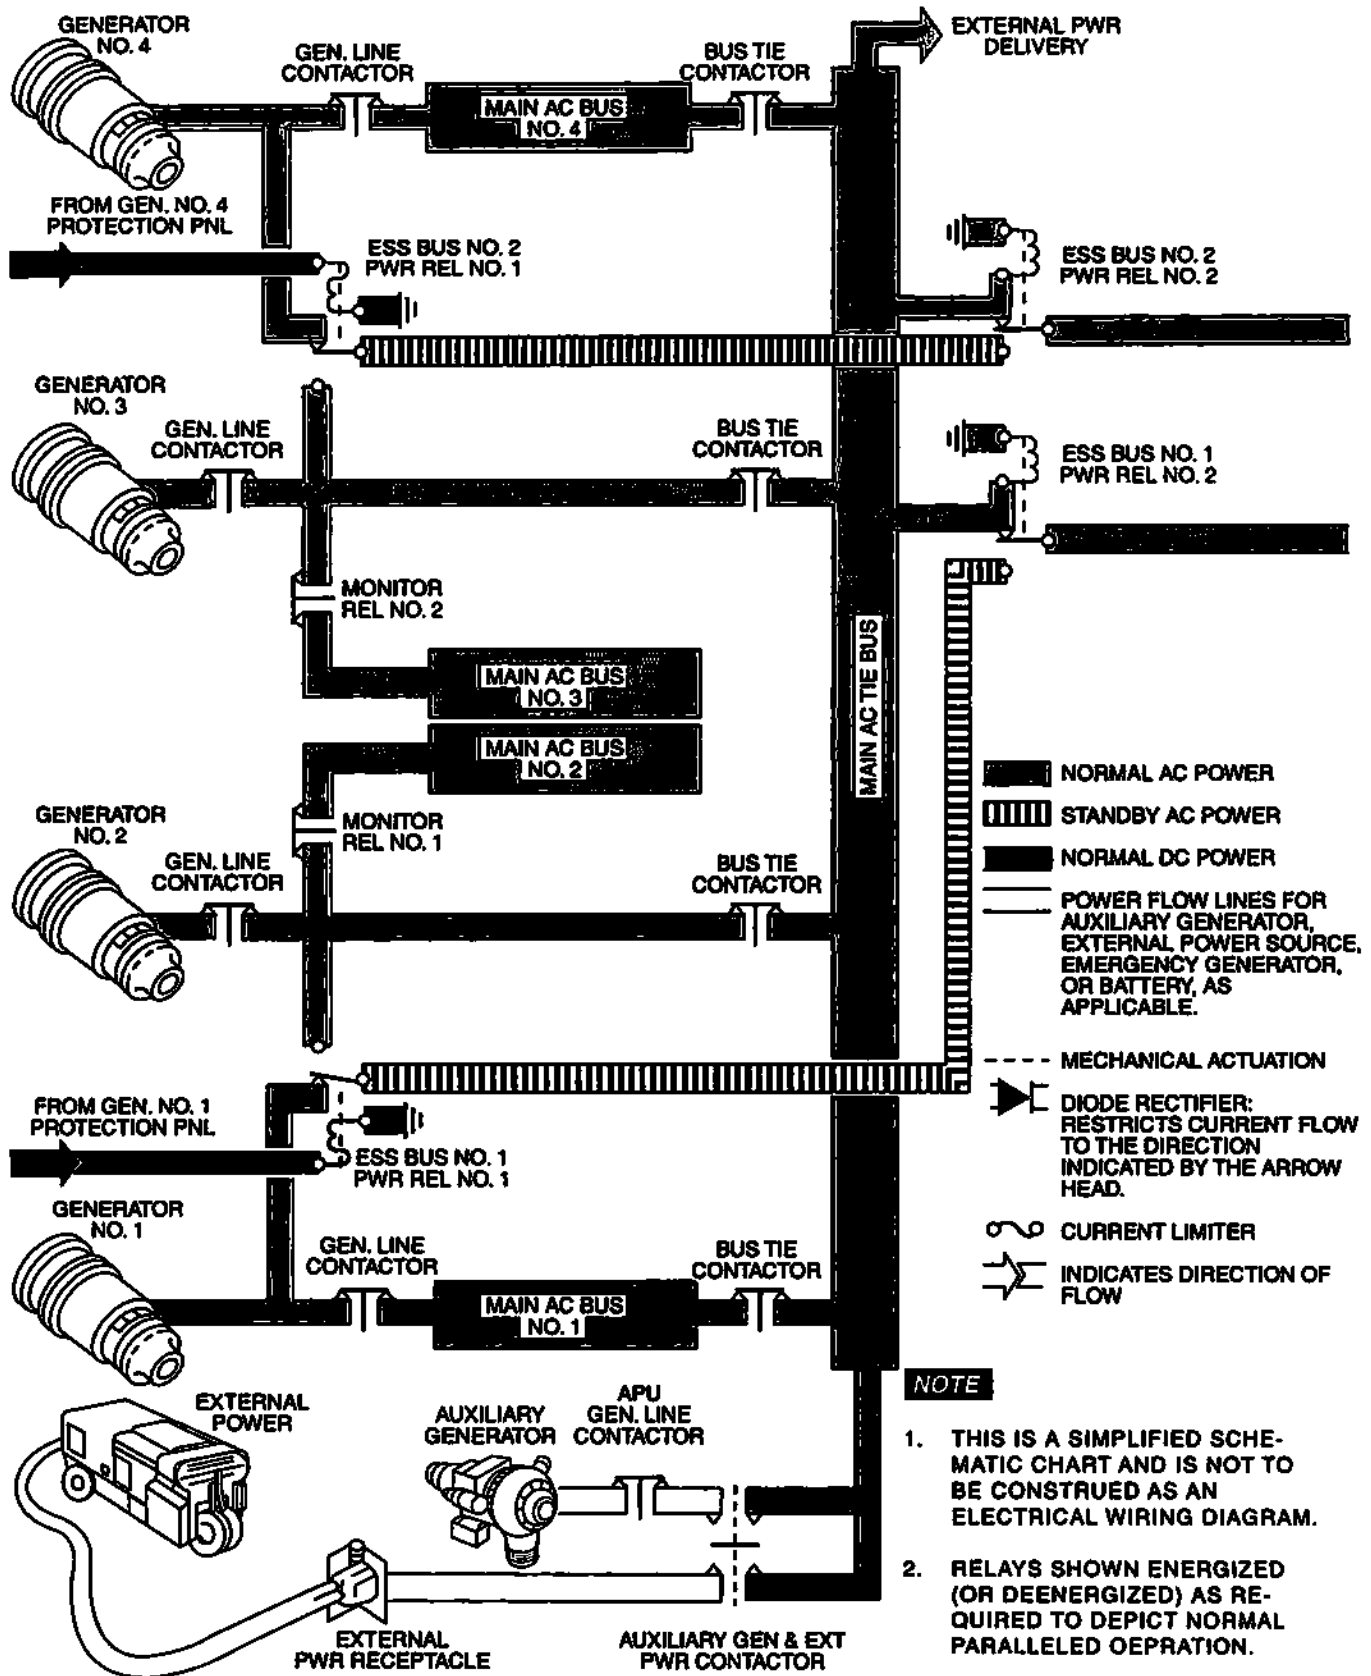 GENERATOR
NO. 4
GEN. LINE
CONTACTOR
MAIN AC BUS
NO. 4
BUS TIE
CONTACTOR
EXTERNAL PWR
DELIVERY
FROM GEN. NO. 4
PROTECTION PNL
ESS BUS NO. 2
PWR REL NO. 1
ESS BUS NO. 2
PWR REL NO. 2
GENERATOR
NO. 3
GEN. LINE
CONTACTOR
BUS TIE
CONTACTOR
ESS BUS NO. 1
PWR REL NO. 2
MONITOR
REL NO. 2
MAIN AC BUS
NO. 3
MAIN AC BUS
NO. 2
MAIN AC TIE BUS
GENERATOR
NO. 2
GEN. LINE
CONTACTOR
MONITOR
REL NO. 1
BUS TIE
CONTACTOR
NORMAL AC POWER
STANDBY AC POWER
NORMAL DC POWER
POWER FLOW LINES FOR
AUXILIARY GENERATOR,
EXTERNAL POWER SOURCE,
EMERGENCY GENERATOR,
OR BATTERY, AS
APPLICABLE.
MECHANICAL ACTUATION
DIODE RECTIFIER:
RESTRICTS CURRENT FLOW
TO THE DIRECTION
INDICATED BY THE ARROW
HEAD.
CURRENT LIMITER
INDICATES DIRECTION OF
FLOW
FROM GEN. NO. 1
PROTECTION PNL
ESS BUS NO. 1
PWR REL NO. 1
GENERATOR
NO. 1
GEN. LINE
CONTACTOR
MAIN AC BUS
NO. 1
BUS TIE
CONTACTOR
EXTERNAL
POWER
AUXILIARY
GENERATOR
APU
GEN. LINE
CONTACTOR
EXTERNAL
PWR RECEPTACLE
AUXILIARY GEN & EXT
PWR CONTACTOR
NOTE
1. THIS IS A SIMPLIFIED SCHE-
MATIC CHART AND IS NOT TO
BE CONSTRUED AS AN
ELECTRICAL WIRING DIAGRAM.
2. RELAYS SHOWN ENERGIZED
(OR DEENERGIZED) AS RE-
QUIRED TO DEPICT NORMAL
PARALLELED OEPRATION.